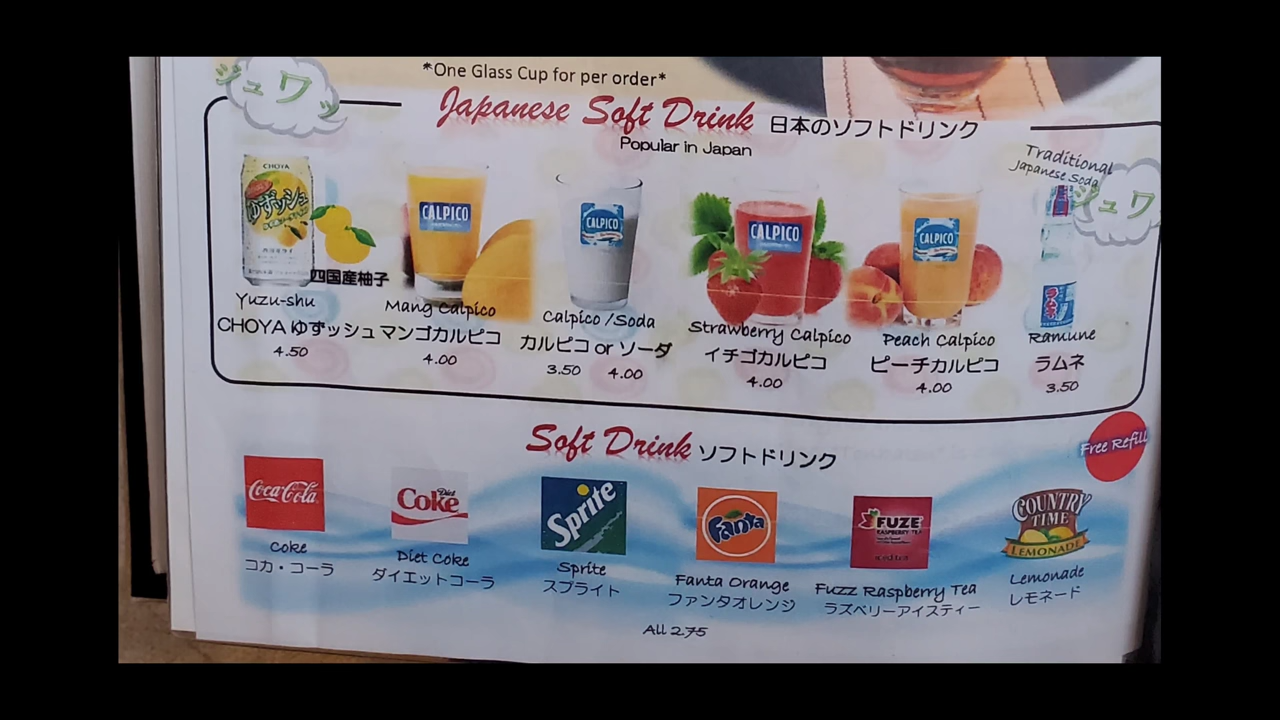 *One Glass Cup for per order*
ジュワッ
Japanese Soft Drink 日本のソフトドリンク
Popular in Japan
Traditional
Japanese Soda
ジュワ
CHOYA
ゆずッシュ
四国産柚子
CALPICO
CALPICO
CALPICO
CALPICO
Yuzu-shu
CHOYA ゆずッシュ
4.50
Mang Calpico
マンゴカルピコ
4.00
Calpico /Soda
カルピコ or ソーダ
3.50 4.00
Strawberry Calpico
イチゴカルピコ
4.00
Peach Calpico
ピーチカルピコ
4.00
Ramune
ラムネ
3.50
Soft Drink ソフトドリンク
Free Refill
Coca-Cola
Diet
Coke
Sprite
Fanta
FUZE
RASPBERRY TEA
COUNTRY
TIME
LEMONADE
Coke
コカ・コーラ
Diet Coke
ダイエットコーラ
Sprite
スプライト
Fanta Orange
ファンタオレンジ
Fuzz Raspberry Tea
ラズベリーアイスティー
Lemonade
レモネード
All 2.75